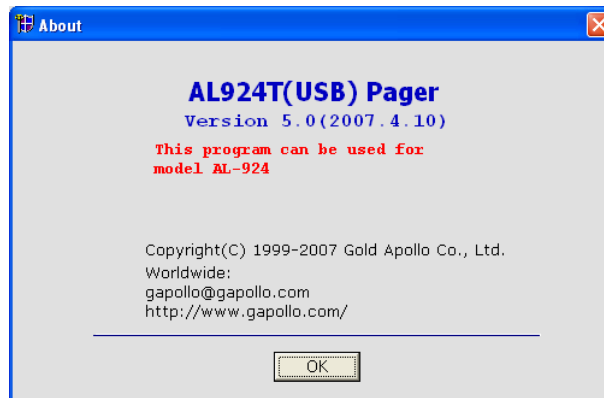 About
AL924T(USB) Pager
Version 5.0(2007.4.10)
This program can be used for
model AL-924
Copyright(C) 1999-2007 Gold Apollo Co., Ltd.
Worldwide:
gapollo@gapollo.com
http://www.gapollo.com/
OK